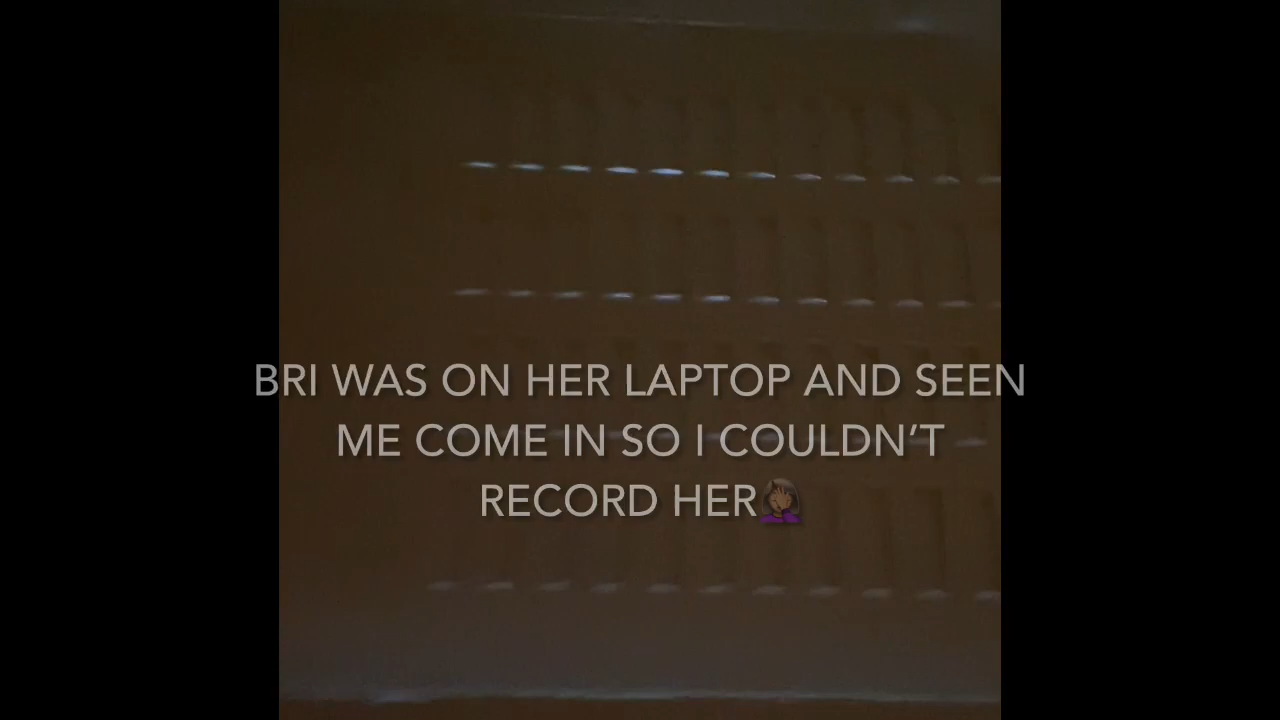 BRI WAS ON HER LAPTOP AND SEEN
ME COME IN SO I COULDN’T
RECORD HER🤦🏾‍♀️